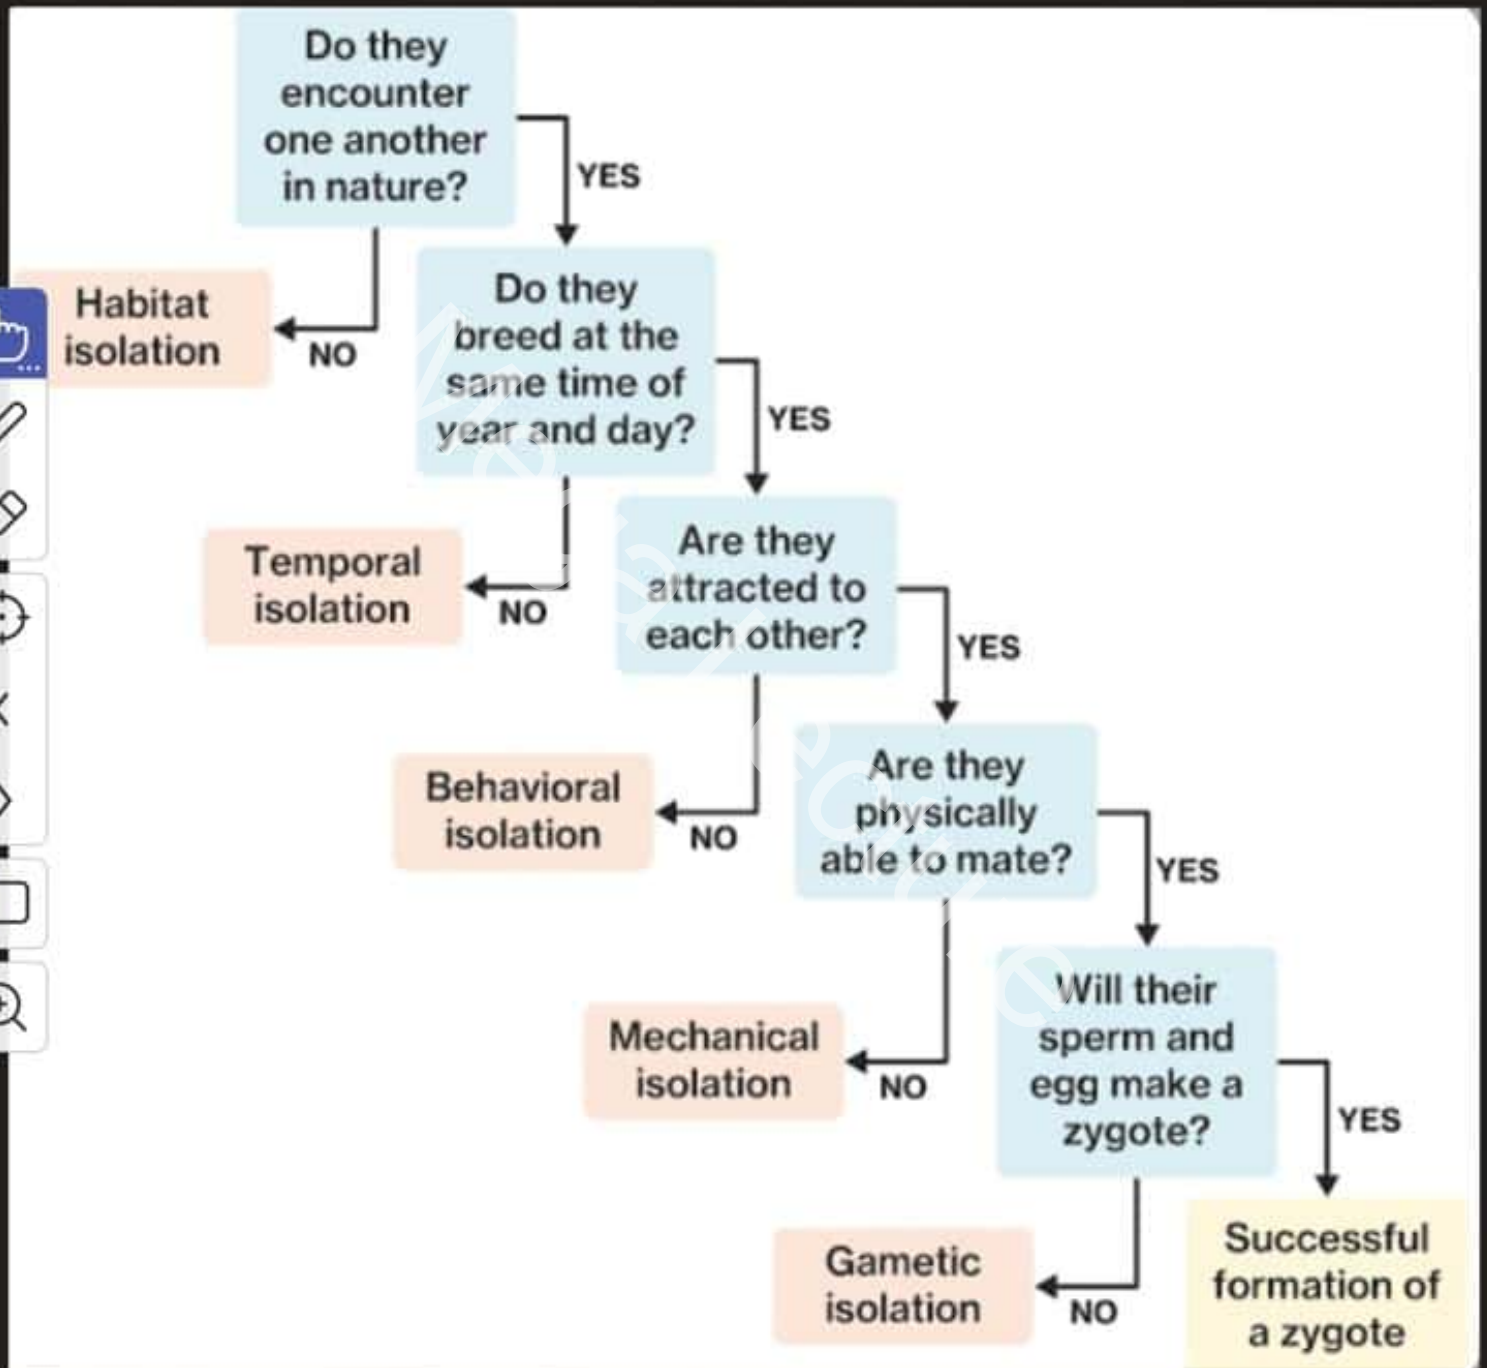 Do they
encounter
one another
in nature?
YES
Habitat
isolation
NO
Do they
breed at the
same time of
year and day?
YES
Temporal
isolation
NO
Are they
attracted to
each other?
YES
Behavioral
isolation
NO
Are they
physically
able to mate?
YES
Mechanical
isolation
NO
Will their
sperm and
egg make a
zygote?
YES
Gametic
isolation
NO
Successful
formation of
a zygote